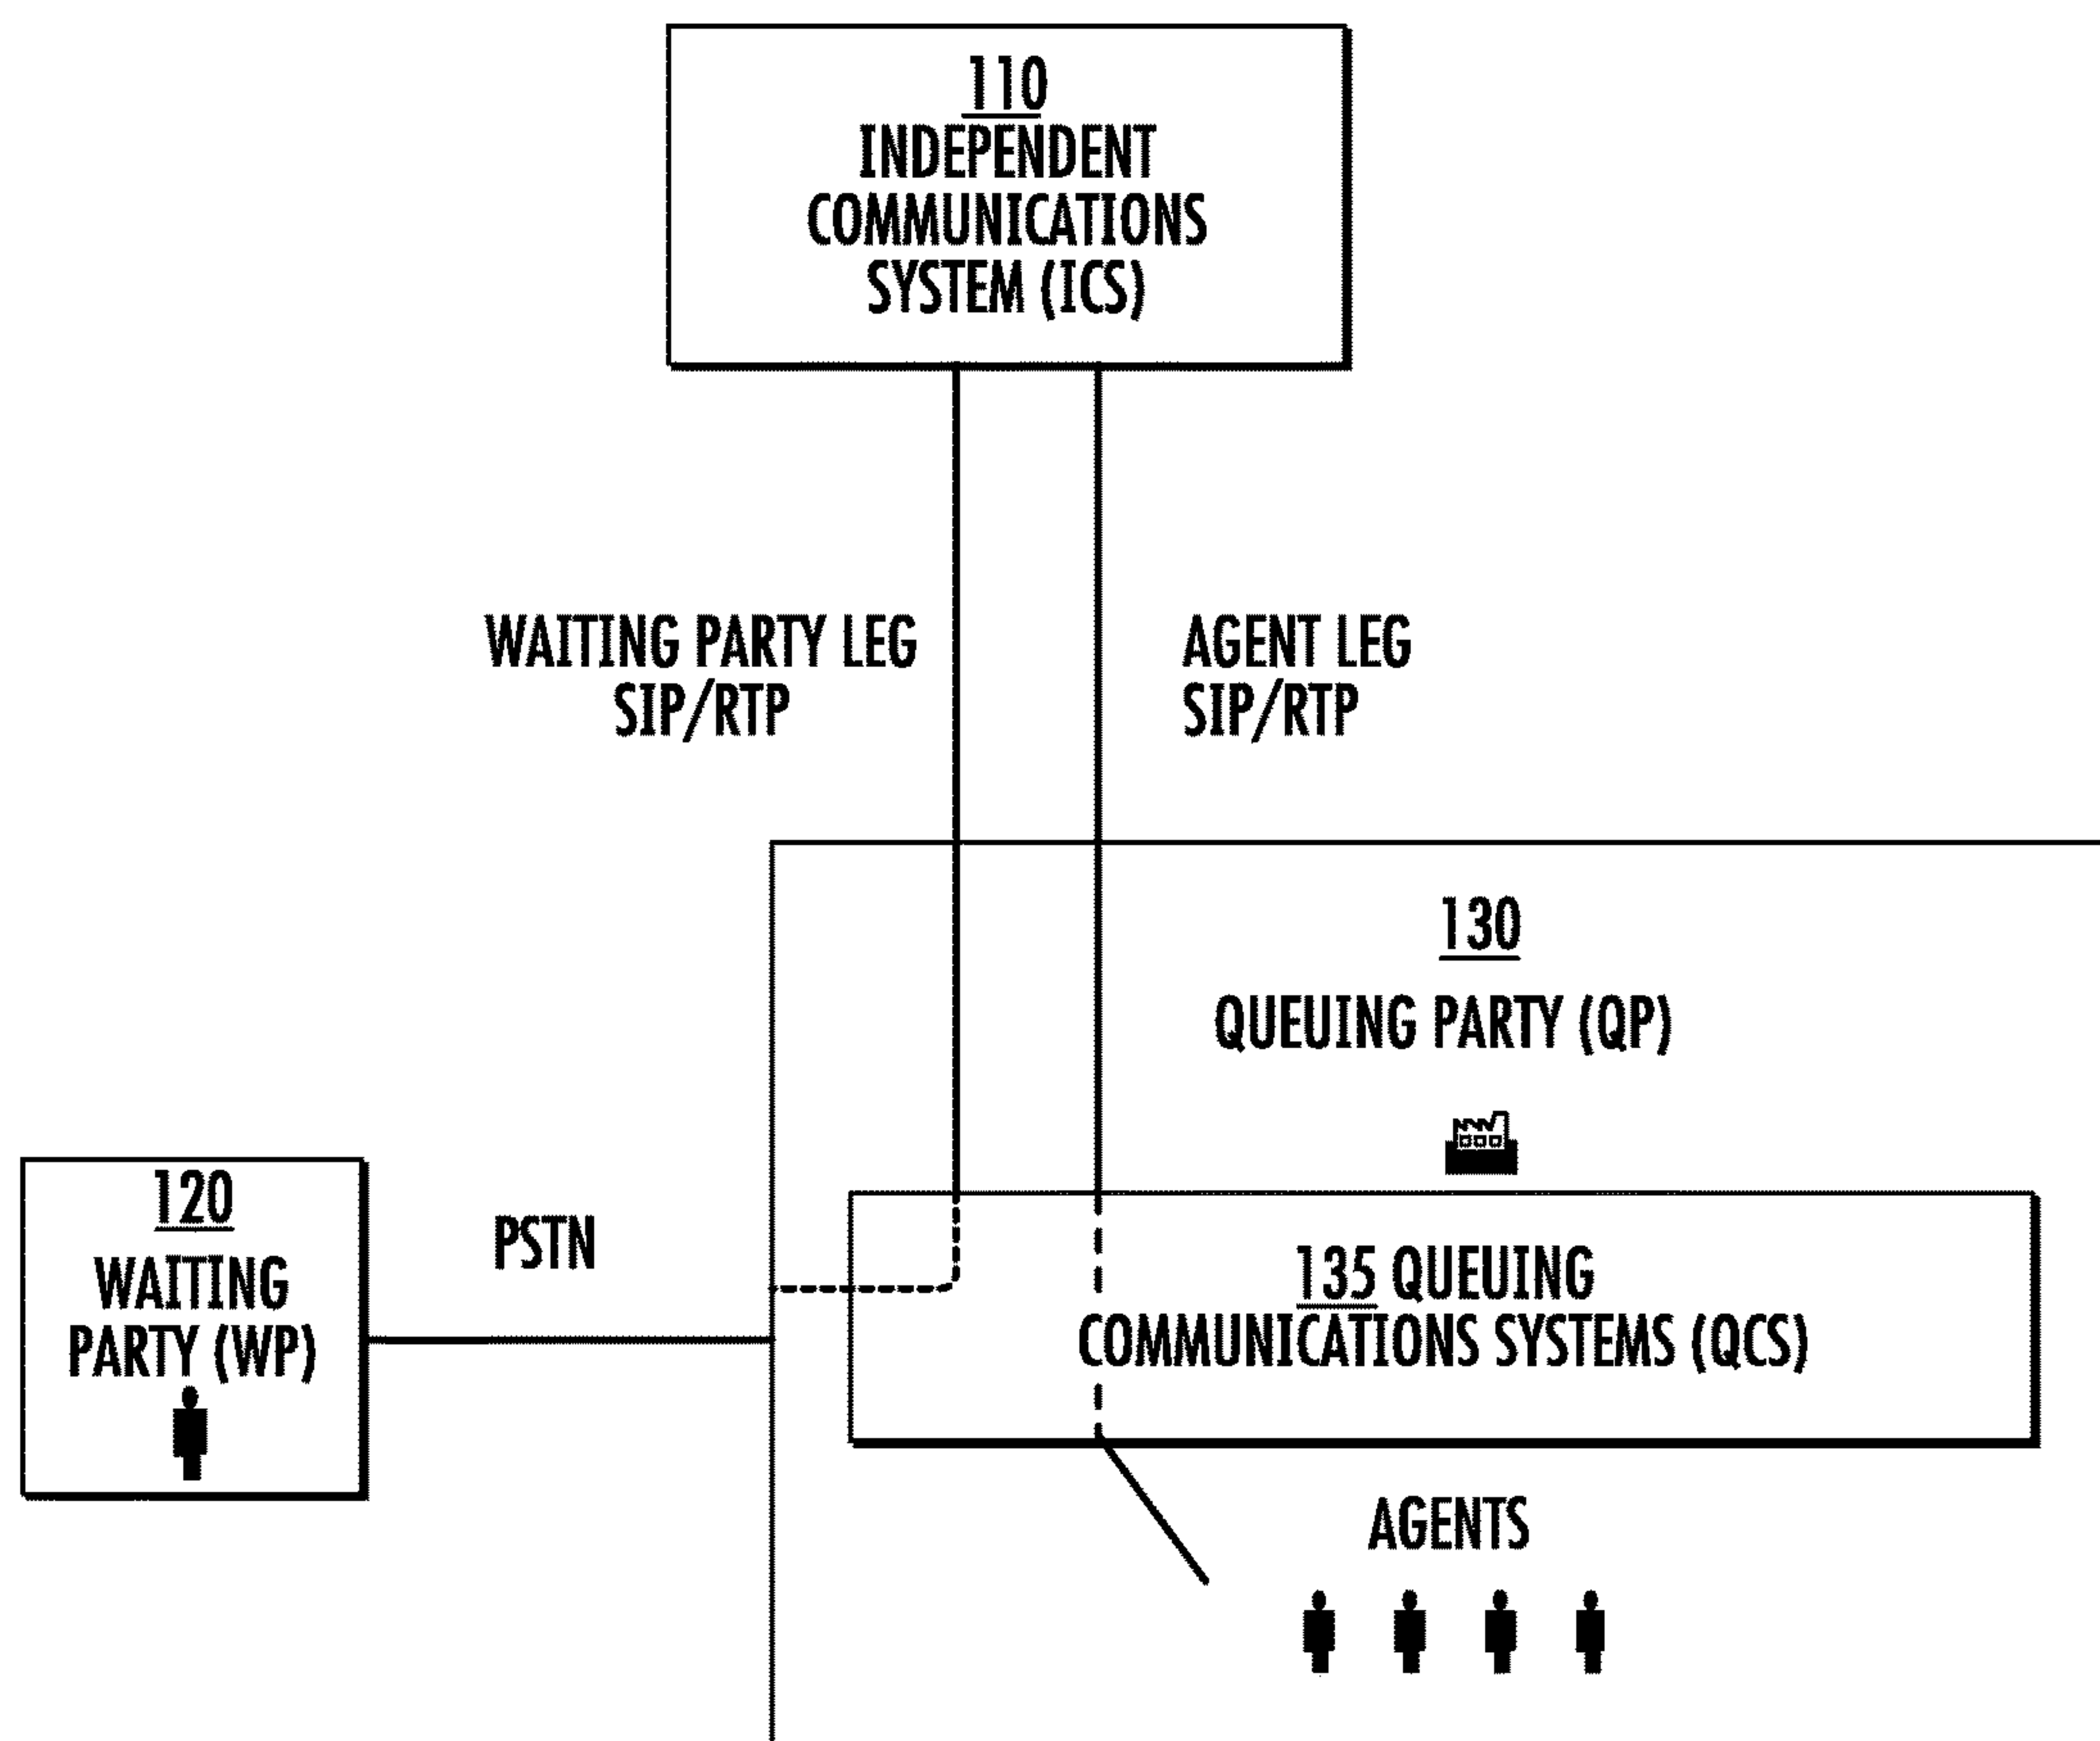 110
INDEPENDENT
COMMUNICATIONS
SYSTEM (ICS)
WAITING PARTY LEG
SIP/RTP
AGENT LEG
SIP/RTP
130
QUEUING PARTY (QP)
120
WAITING
PARTY (WP)
PSTN
135 QUEUING
COMMUNICATIONS SYSTEMS (QCS)
AGENTS